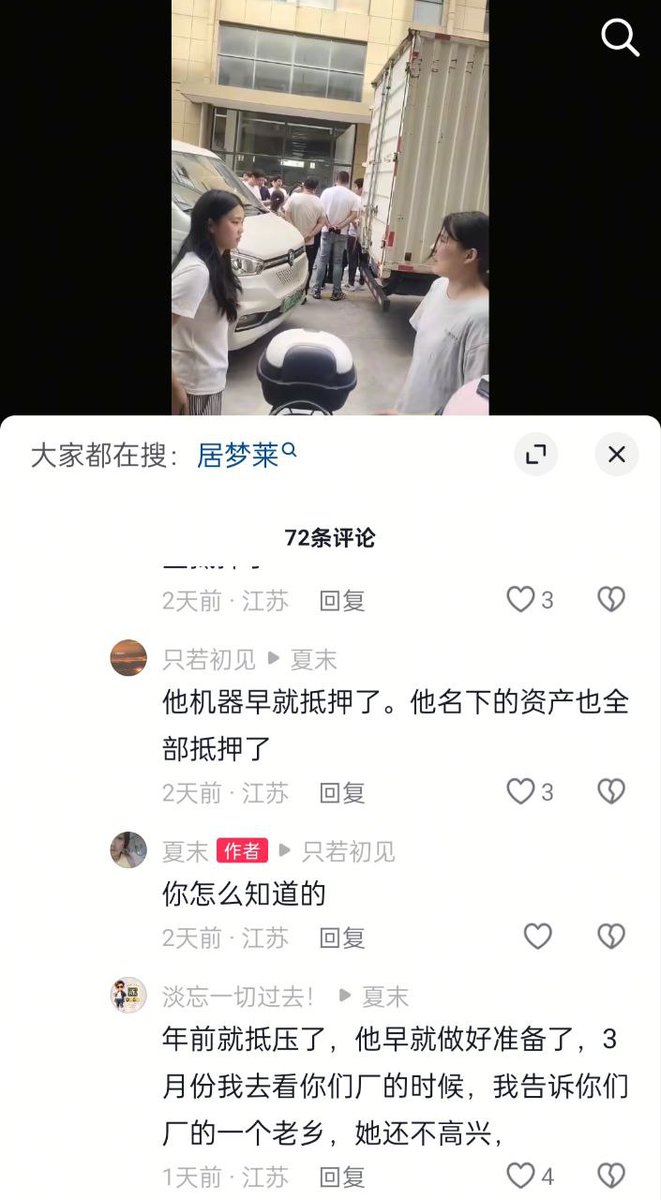 大家都在搜：居梦莱
72条评论
2天前 · 江苏 回复 3
只若初见 ▶ 夏末
他机器早就抵押了。他名下的资产也全
部抵押了
2天前 · 江苏 回复 3
夏末 作者 ▶ 只若初见
你怎么知道的
2天前 · 江苏 回复
淡忘一切过去！ ▶ 夏末
年前就抵压了，他早就做好准备了，3
月份我去看你们厂的时候，我告诉你们
厂的一个老乡，她还不高兴，
1天前 · 江苏 回复 4